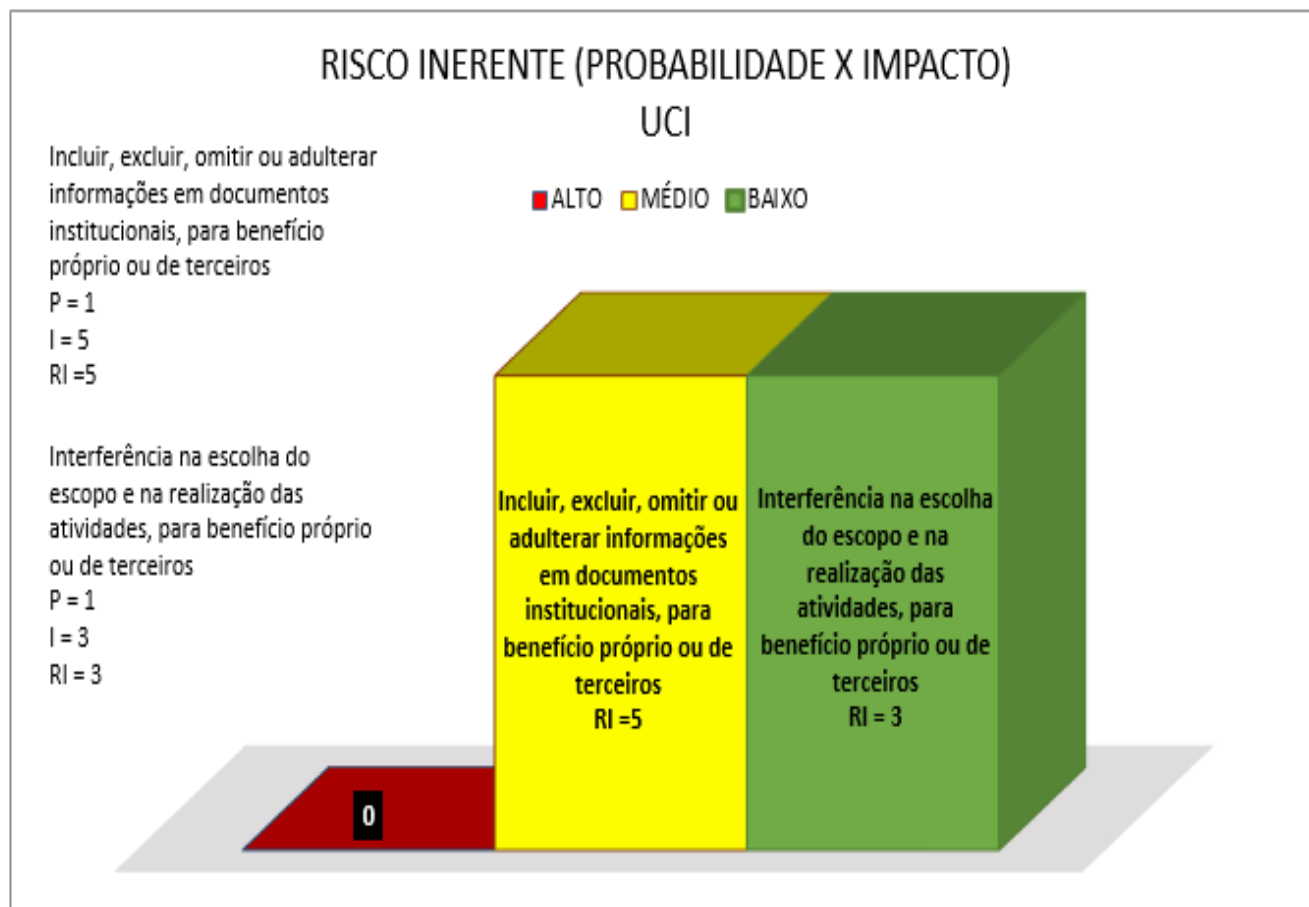 RISCO INERENTE (PROBABILIDADE X IMPACTO)
UCI
ALTO MÉDIO BAIXO
Incluir, excluir, omitir ou adulterar
informações em documentos
institucionais, para benefício
próprio ou de terceiros
P = 1
I = 5
RI =5
Interferência na escolha do
escopo e na realização das
atividades, para benefício próprio
ou de terceiros
P = 1
I = 3
RI = 3
0
Incluir, excluir, omitir ou
adulterar informações
em documentos
institucionais, para
benefício próprio ou de
terceiros
RI =5
Interferência na escolha
do escopo e na
realização das
atividades, para
benefício próprio ou de
terceiros
RI = 3